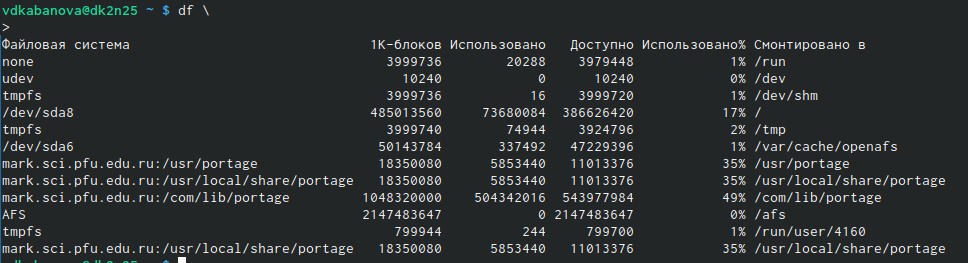 vdkabanova@dk2n25 ~ $ df \
>
Файловая система 1K-блоков Использовано Доступно Использовано% Смонтировано в
none 3999736 20288 3979448 1% /run
udev 10240 0 10240 0% /dev
tmpfs 3999736 16 3999720 1% /dev/shm
/dev/sda8 485013560 73680084 386626420 17% /
tmpfs 3999740 74944 3924796 2% /tmp
/dev/sda6 50143784 337492 47229396 1% /var/cache/openafs
mark.sci.pfu.edu.ru:/usr/portage 18350080 5853440 11013376 35% /usr/portage
mark.sci.pfu.edu.ru:/usr/local/share/portage 18350080 5853440 11013376 35% /usr/local/share/portage
mark.sci.pfu.edu.ru:/com/lib/portage 1048320000 504342016 543977984 49% /com/lib/portage
AFS 2147483647 0 2147483647 0% /afs
tmpfs 799944 244 799700 1% /run/user/4160
mark.sci.pfu.edu.ru:/usr/local/share/portage 18350080 5853440 11013376 35% /usr/local/share/portage
vdkabanova@dk2n25 ~ $